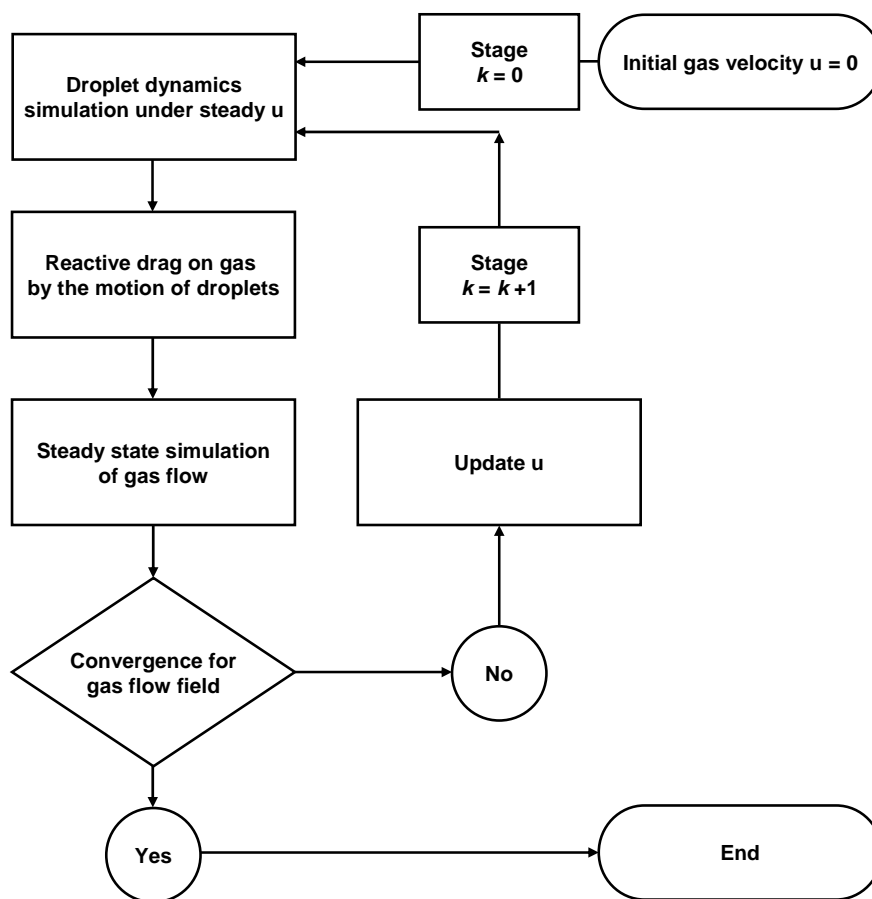 Stage
k = 0
Initial gas velocity u = 0
Droplet dynamics
simulation under steady u
Reactive drag on gas
by the motion of droplets
Stage
k = k +1
Steady state simulation
of gas flow
Update u
Convergence for
gas flow field
No
Yes
End